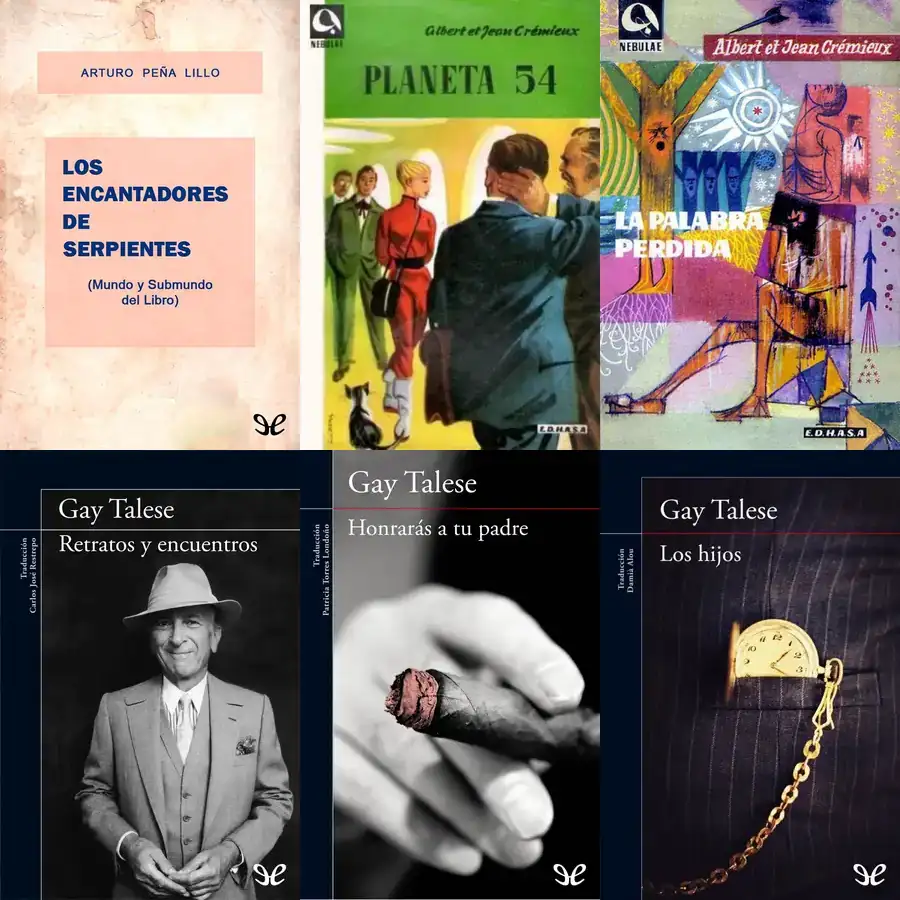 ARTURO PEÑA LILLO
LOS
ENCANTADORES
DE
SERPIENTES
(Mundo y Submundo
del Libro)
NEBULAE
Albert et Jean Crémieux
PLANETA 54
E.D.H.A.S.A.
NEBULAE
Albert et Jean Crémieux
LA PALABRA
PERDIDA
E.D.H.A.S.A
Gay Talese
Retratos y encuentros
Traducción
Carlos José Restrepo
Gay Talese
Honrarás a tu padre
Traducción
Patricia Torres Londoño
Gay Talese
Los hijos
Traducción
Damià Alou